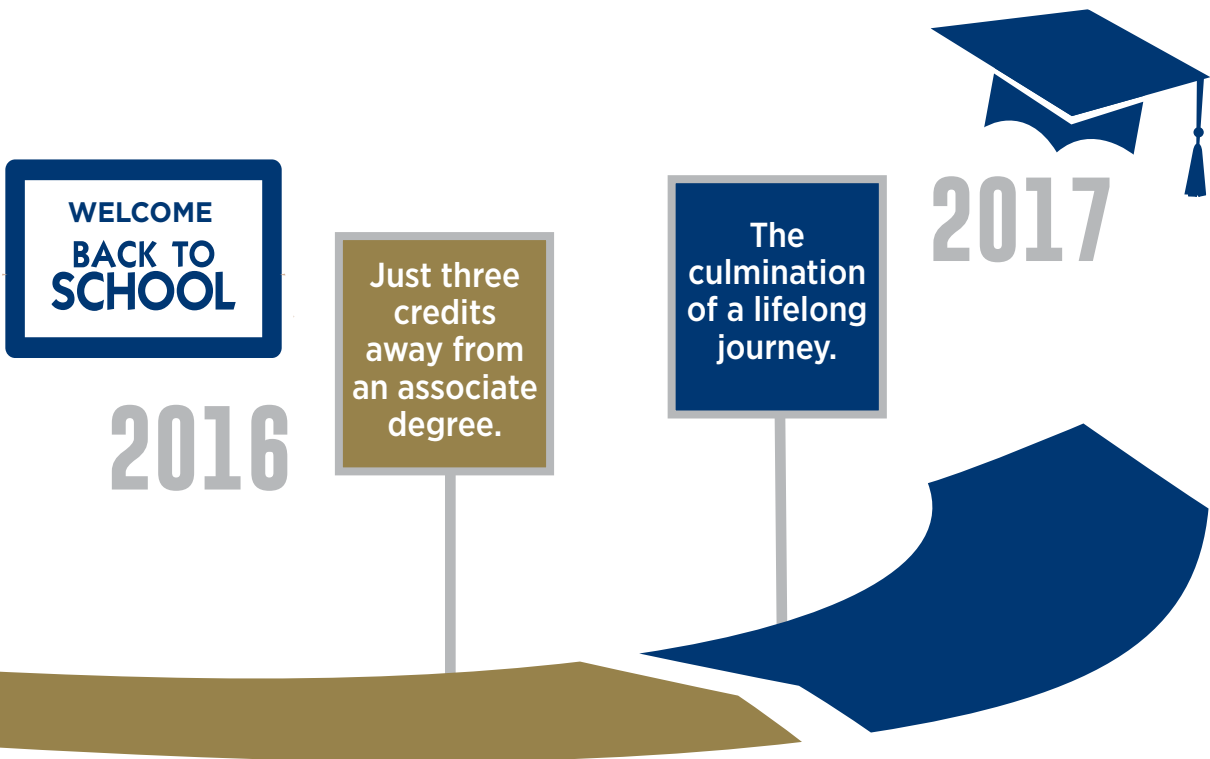 WELCOME
BACK TO
SCHOOL
2016
Just three
credits
away from
an associate
degree.
The
culmination
of a lifelong
journey.
2017